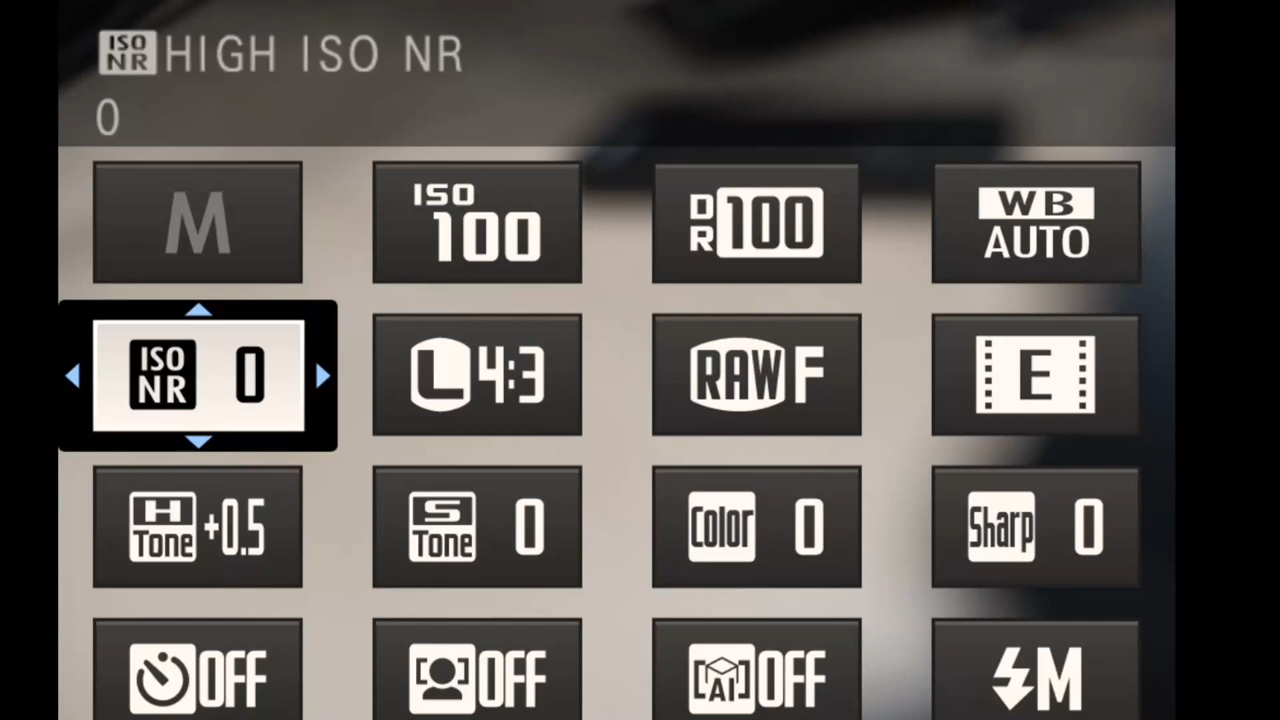 ISO NR HIGH ISO NR
0
M
ISO 100
DR 100
WB AUTO
ISO NR 0
L 4:3
RAW F
E
H Tone +0.5
S Tone 0
Color 0
Sharp 0
OFF
OFF
AI OFF
M